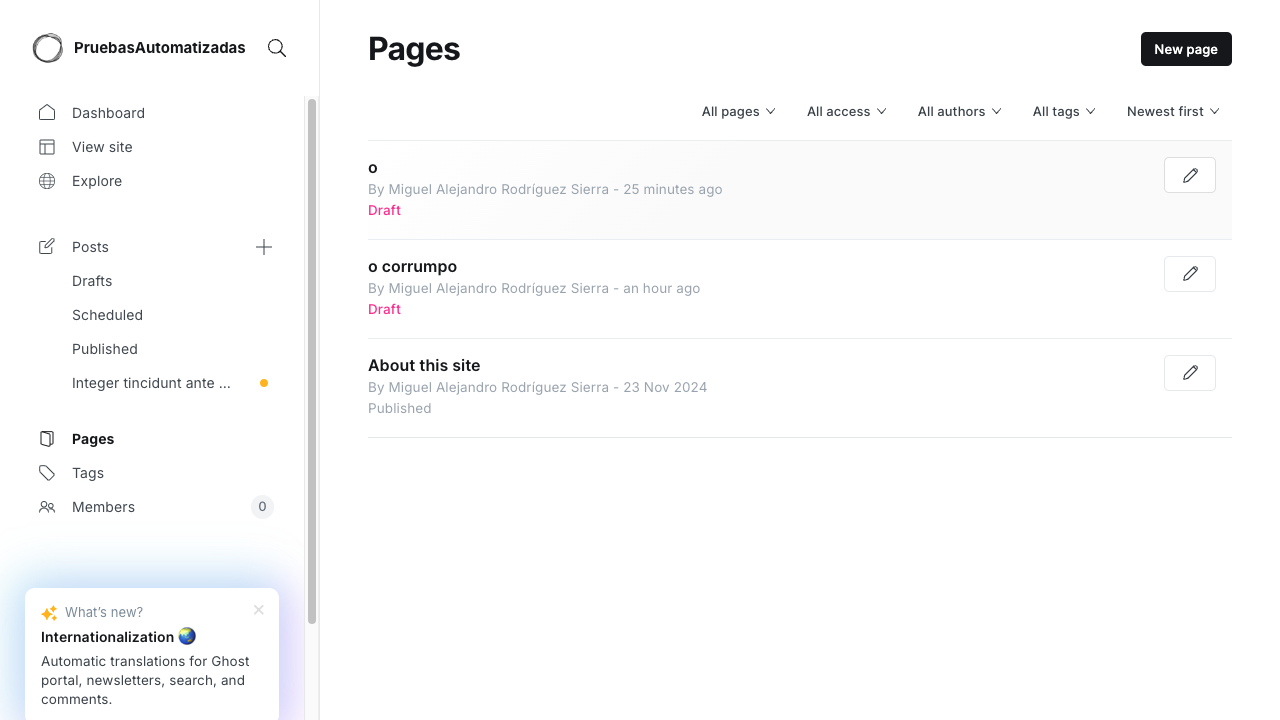 PruebasAutomatizadas
Dashboard
View site
Explore
Posts
Drafts
Scheduled
Published
Integer tincidunt ante ...
Pages
Tags
Members
0
What's new?
Internationalization 🌏
Automatic translations for Ghost
portal, newsletters, search, and
comments.
Pages
New page
All pages
All access
All authors
All tags
Newest first
o
By Miguel Alejandro Rodríguez Sierra - 25 minutes ago
Draft
o corrumpo
By Miguel Alejandro Rodríguez Sierra - an hour ago
Draft
About this site
By Miguel Alejandro Rodríguez Sierra - 23 Nov 2024
Published